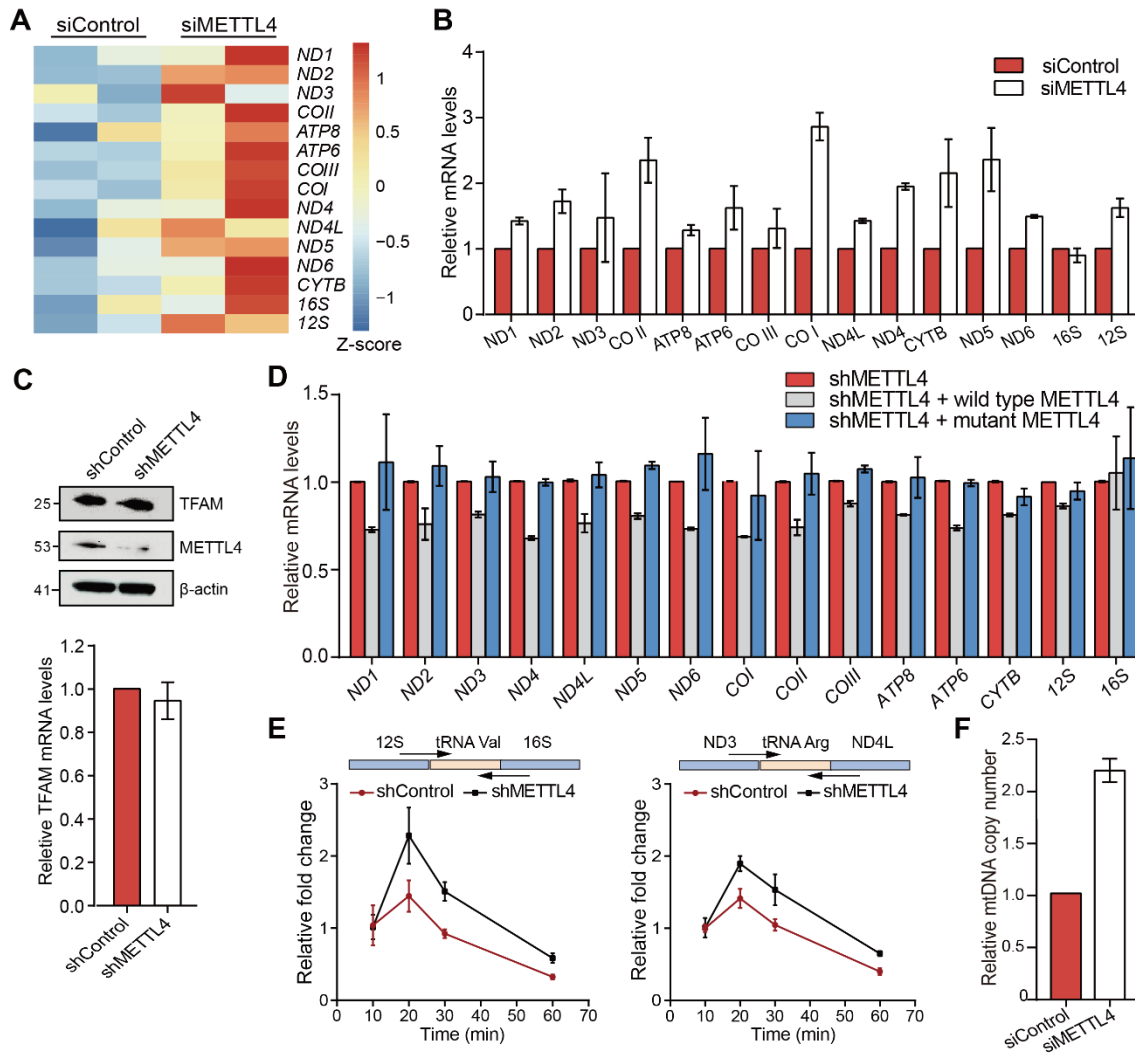 A
siControl siMETTL4
ND1
ND2
ND3
COII
ATP8
ATP6
COIII
COI
ND4
ND4L
ND5
ND6
CYTB
16S
12S
1
0.5
0
−0.5
−1
Z-score
B
siControl
siMETTL4
Reletive mRNA levels
4
3
2
1
0
ND1 ND2 ND3 CO II ATP8 ATP6 CO III CO I ND4L ND4 CYTB ND5 ND6 16S 12S
C
shControl shMETTL4
25 TFAM
53 METTL4
41 β-actin
Reletive TFAM mRNA levels
1.2
1.0
0.8
0.6
0.4
0.2
0.0
shControl shMETTL4
D
shMETTL4
shMETTL4 + wild type METTL4
shMETTL4 + mutant METTL4
Relative mRNA levels
1.5
1.0
0.5
0.0
ND1 ND2 ND3 ND4 ND4L ND5 ND6 COI COII COIII ATP8 ATP6 CYTB 12S 16S
E
12S tRNA Val 16S
shControl shMETTL4
Relative fold change
3
2
1
0
0 10 20 30 40 50 60 70
Time (min)
ND3 tRNA Arg ND4L
shControl shMETTL4
Relative fold change
3
2
1
0
0 10 20 30 40 50 60 70
Time (min)
F
Relative mtDNA copy number
2.5
2.0
1.5
1.0
0.5
0
siControl siMETTL4